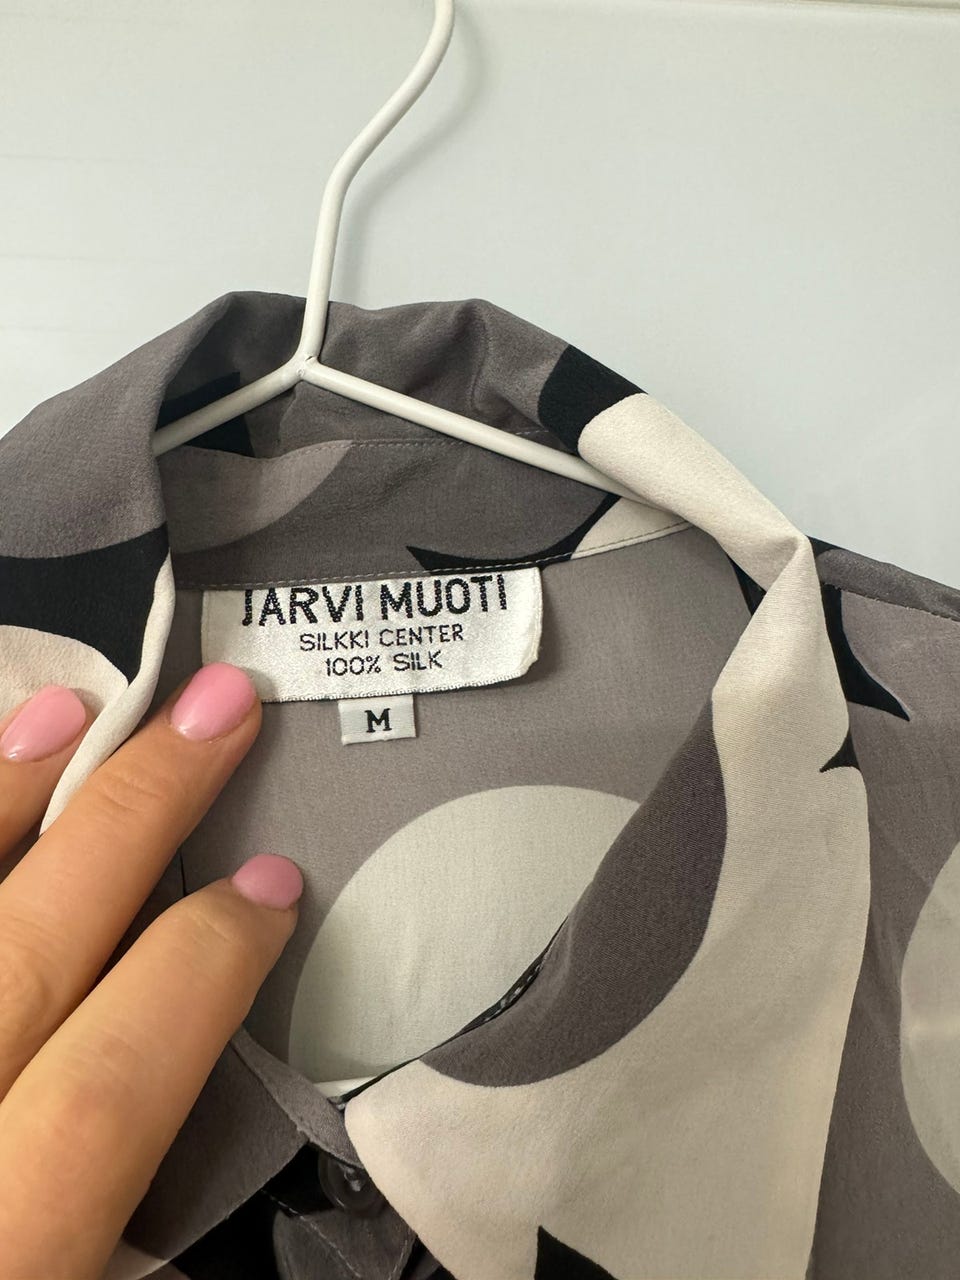 JARVI MUOTI
SILKKI CENTER
100% SILK
M